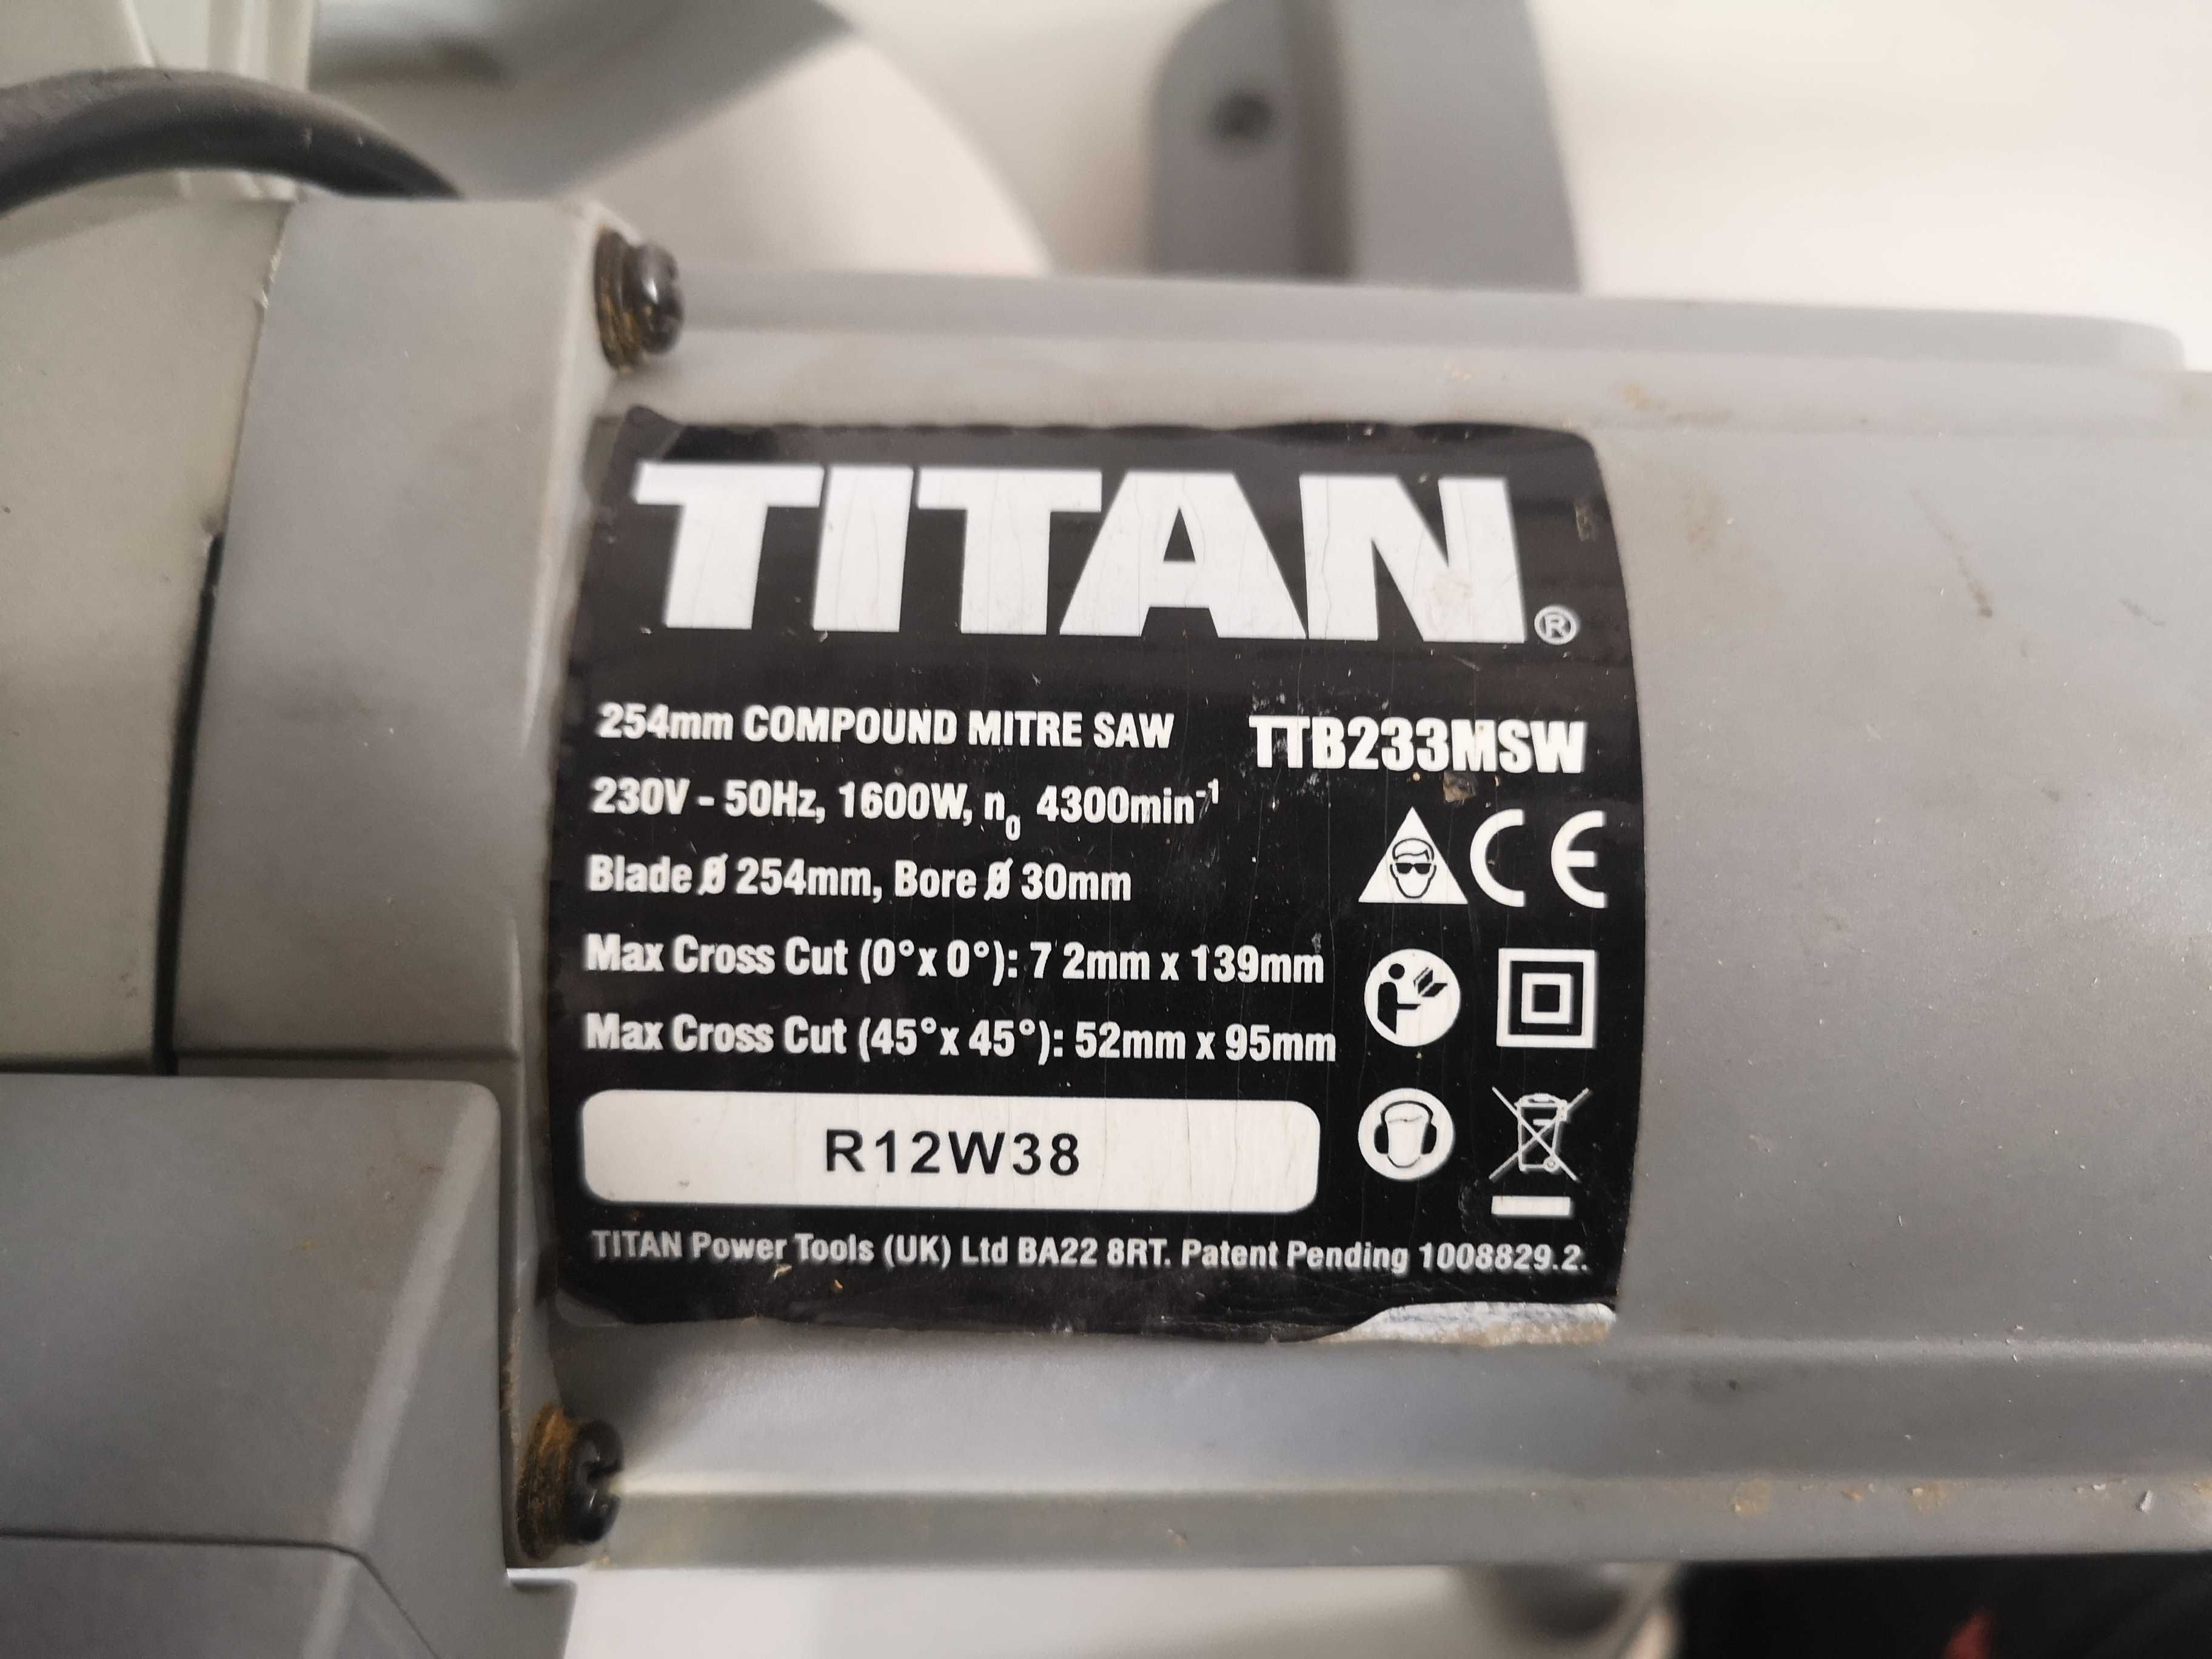 TITAN®
254mm COMPOUND MITRE SAW TTB233MSW
230V - 50Hz, 1600W, n₀ 4300min⁻¹
Blade Ø 254mm, Bore Ø 30mm
CE
Max Cross Cut (0°x 0°): 7 2mm x 139mm
Max Cross Cut (45°x 45°): 52mm x 95mm
R12W38
TITAN Power Tools (UK) Ltd BA22 8RT. Patent Pending 1008829.2.